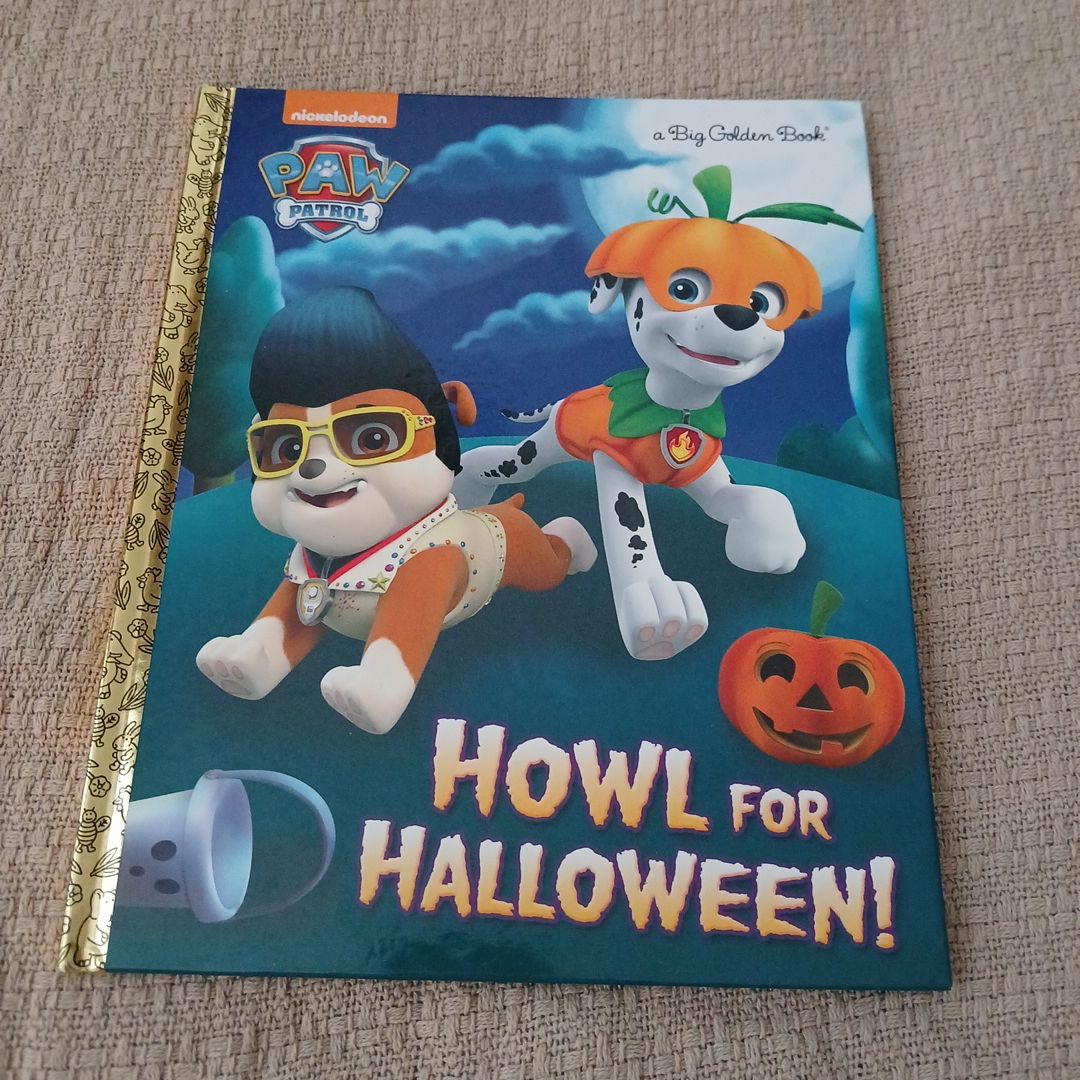 nickelodeon
a Big Golden Book®
PAW
PATROL
HOWL FOR
HALLOWEEN!